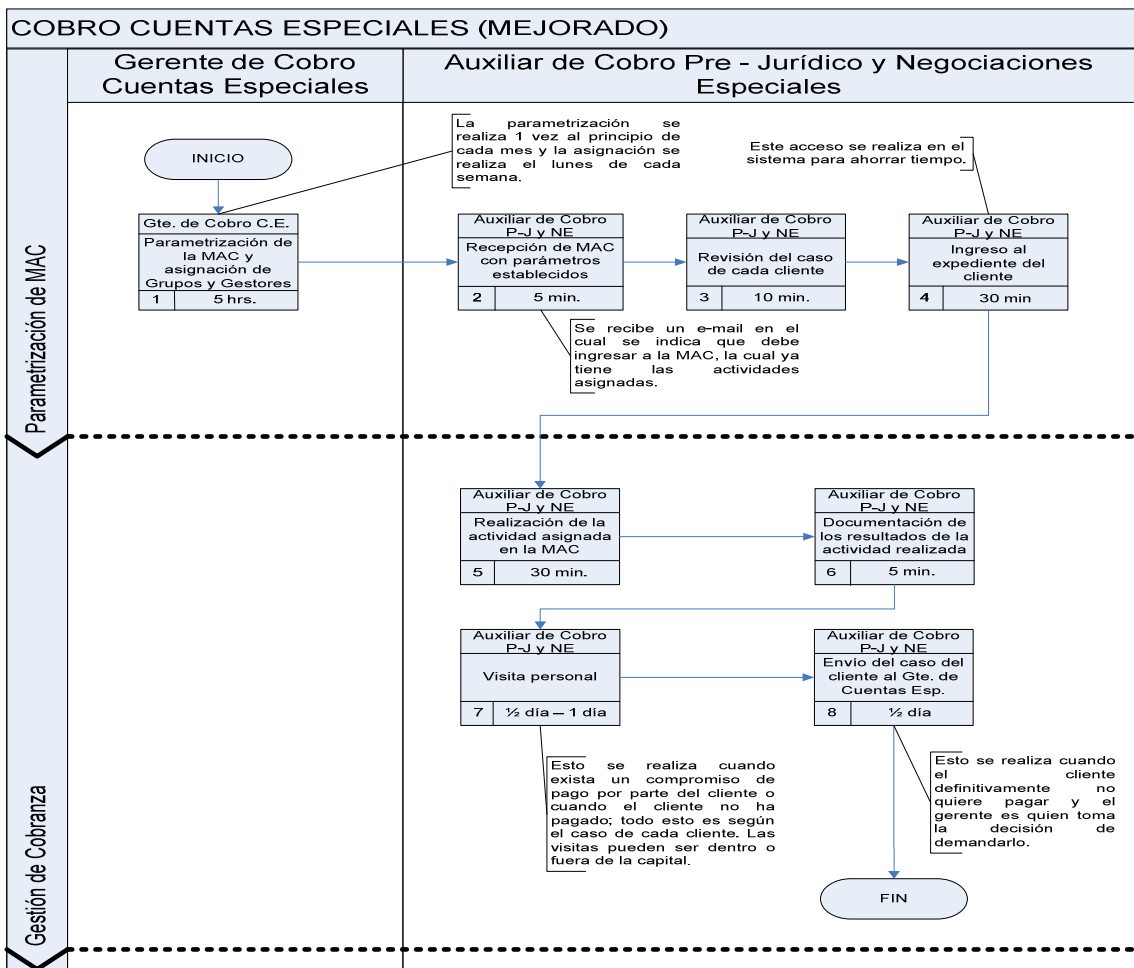 COBRO CUENTAS ESPECIALES (MEJORADO)
Gerente de Cobro
Cuentas Especiales
Auxiliar de Cobro Pre - Jurídico y Negociaciones
Especiales
Parametrización de MAC
INICIO
La parametrización se
realiza 1 vez al principio de
cada mes y la asignación se
realiza el lunes de cada
semana.
Este acceso se realiza en el
sistema para ahorrar tiempo.
Gte. de Cobro C.E.
Parametrización de
la MAC y
asignación de
Grupos y Gestores
1 5 hrs.
Auxiliar de Cobro
P-J y NE
Recepción de MAC
con parámetros
establecidos
2 5 min.
Auxiliar de Cobro
P-J y NE
Revisión del caso
de cada cliente
3 10 min.
Auxiliar de Cobro
P-J y NE
Ingreso al
expediente del
cliente
4 30 min
Se recibe un e-mail en el
cual se indica que debe
ingresar a la MAC, la cual ya
tiene las actividades
asignadas.
Gestión de Cobranza
Auxiliar de Cobro
P-J y NE
Realización de la
actividad asignada
en la MAC
5 30 min.
Auxiliar de Cobro
P-J y NE
Documentación de
los resultados de la
actividad realizada
6 5 min.
Auxiliar de Cobro
P-J y NE
Visita personal
7 ½ día – 1 día
Auxiliar de Cobro
P-J y NE
Envío del caso del
cliente al Gte. de
Cuentas Esp.
8 ½ día
Esto se realiza cuando
exista un compromiso de
pago por parte del cliente o
cuando el cliente no ha
pagado; todo esto es según
el caso de cada cliente. Las
visitas pueden ser dentro o
fuera de la capital.
Esto se realiza cuando
el cliente
definitivamente no
quiere pagar y el
gerente es quien toma
la decisión de
demandarlo.
FIN